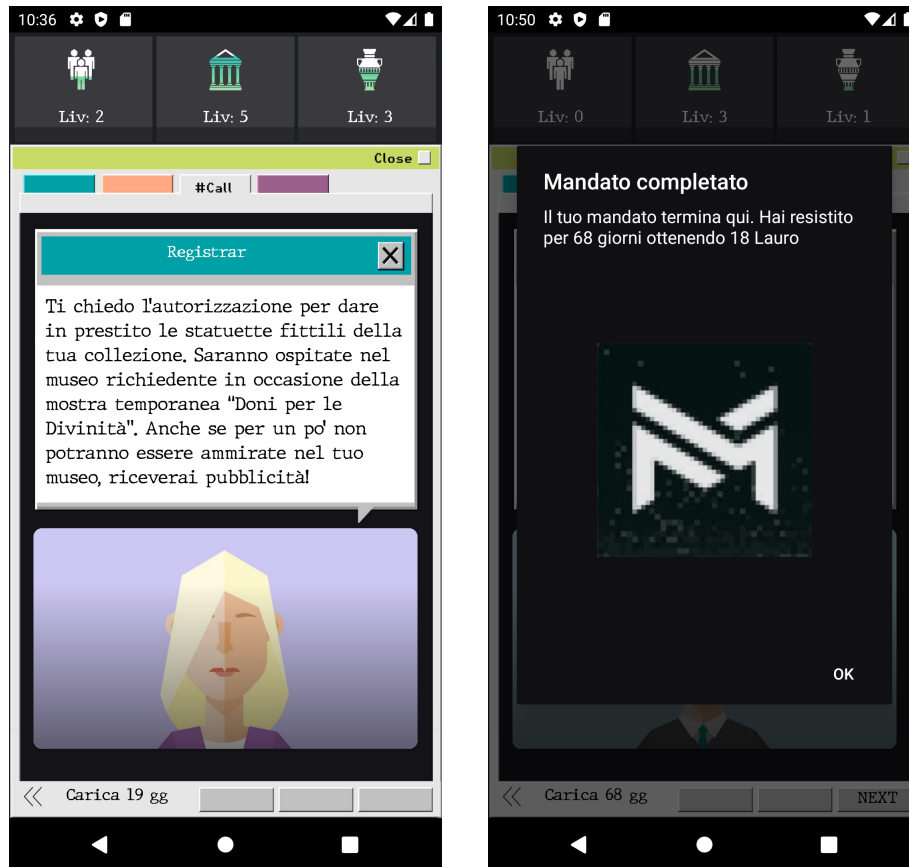 10:36
Liv: 2
Liv: 5
Liv: 3
Close
#Call
Registrar
Ti chiedo l'autorizzazione per dare
in prestito le statuette fittili della
tua collezione. Saranno ospitate nel
museo richiedente in occasione della
mostra temporanea "Doni per le
Divinità". Anche se per un po' non
potranno essere ammirate nel tuo
museo, riceverai pubblicità!
Carica 19 gg
10:50
Liv: 0
Liv: 3
Liv: 1
Mandato completato
Il tuo mandato termina qui. Hai resistito
per 68 giorni ottenendo 18 Lauro
OK
Carica 68 gg
NEXT